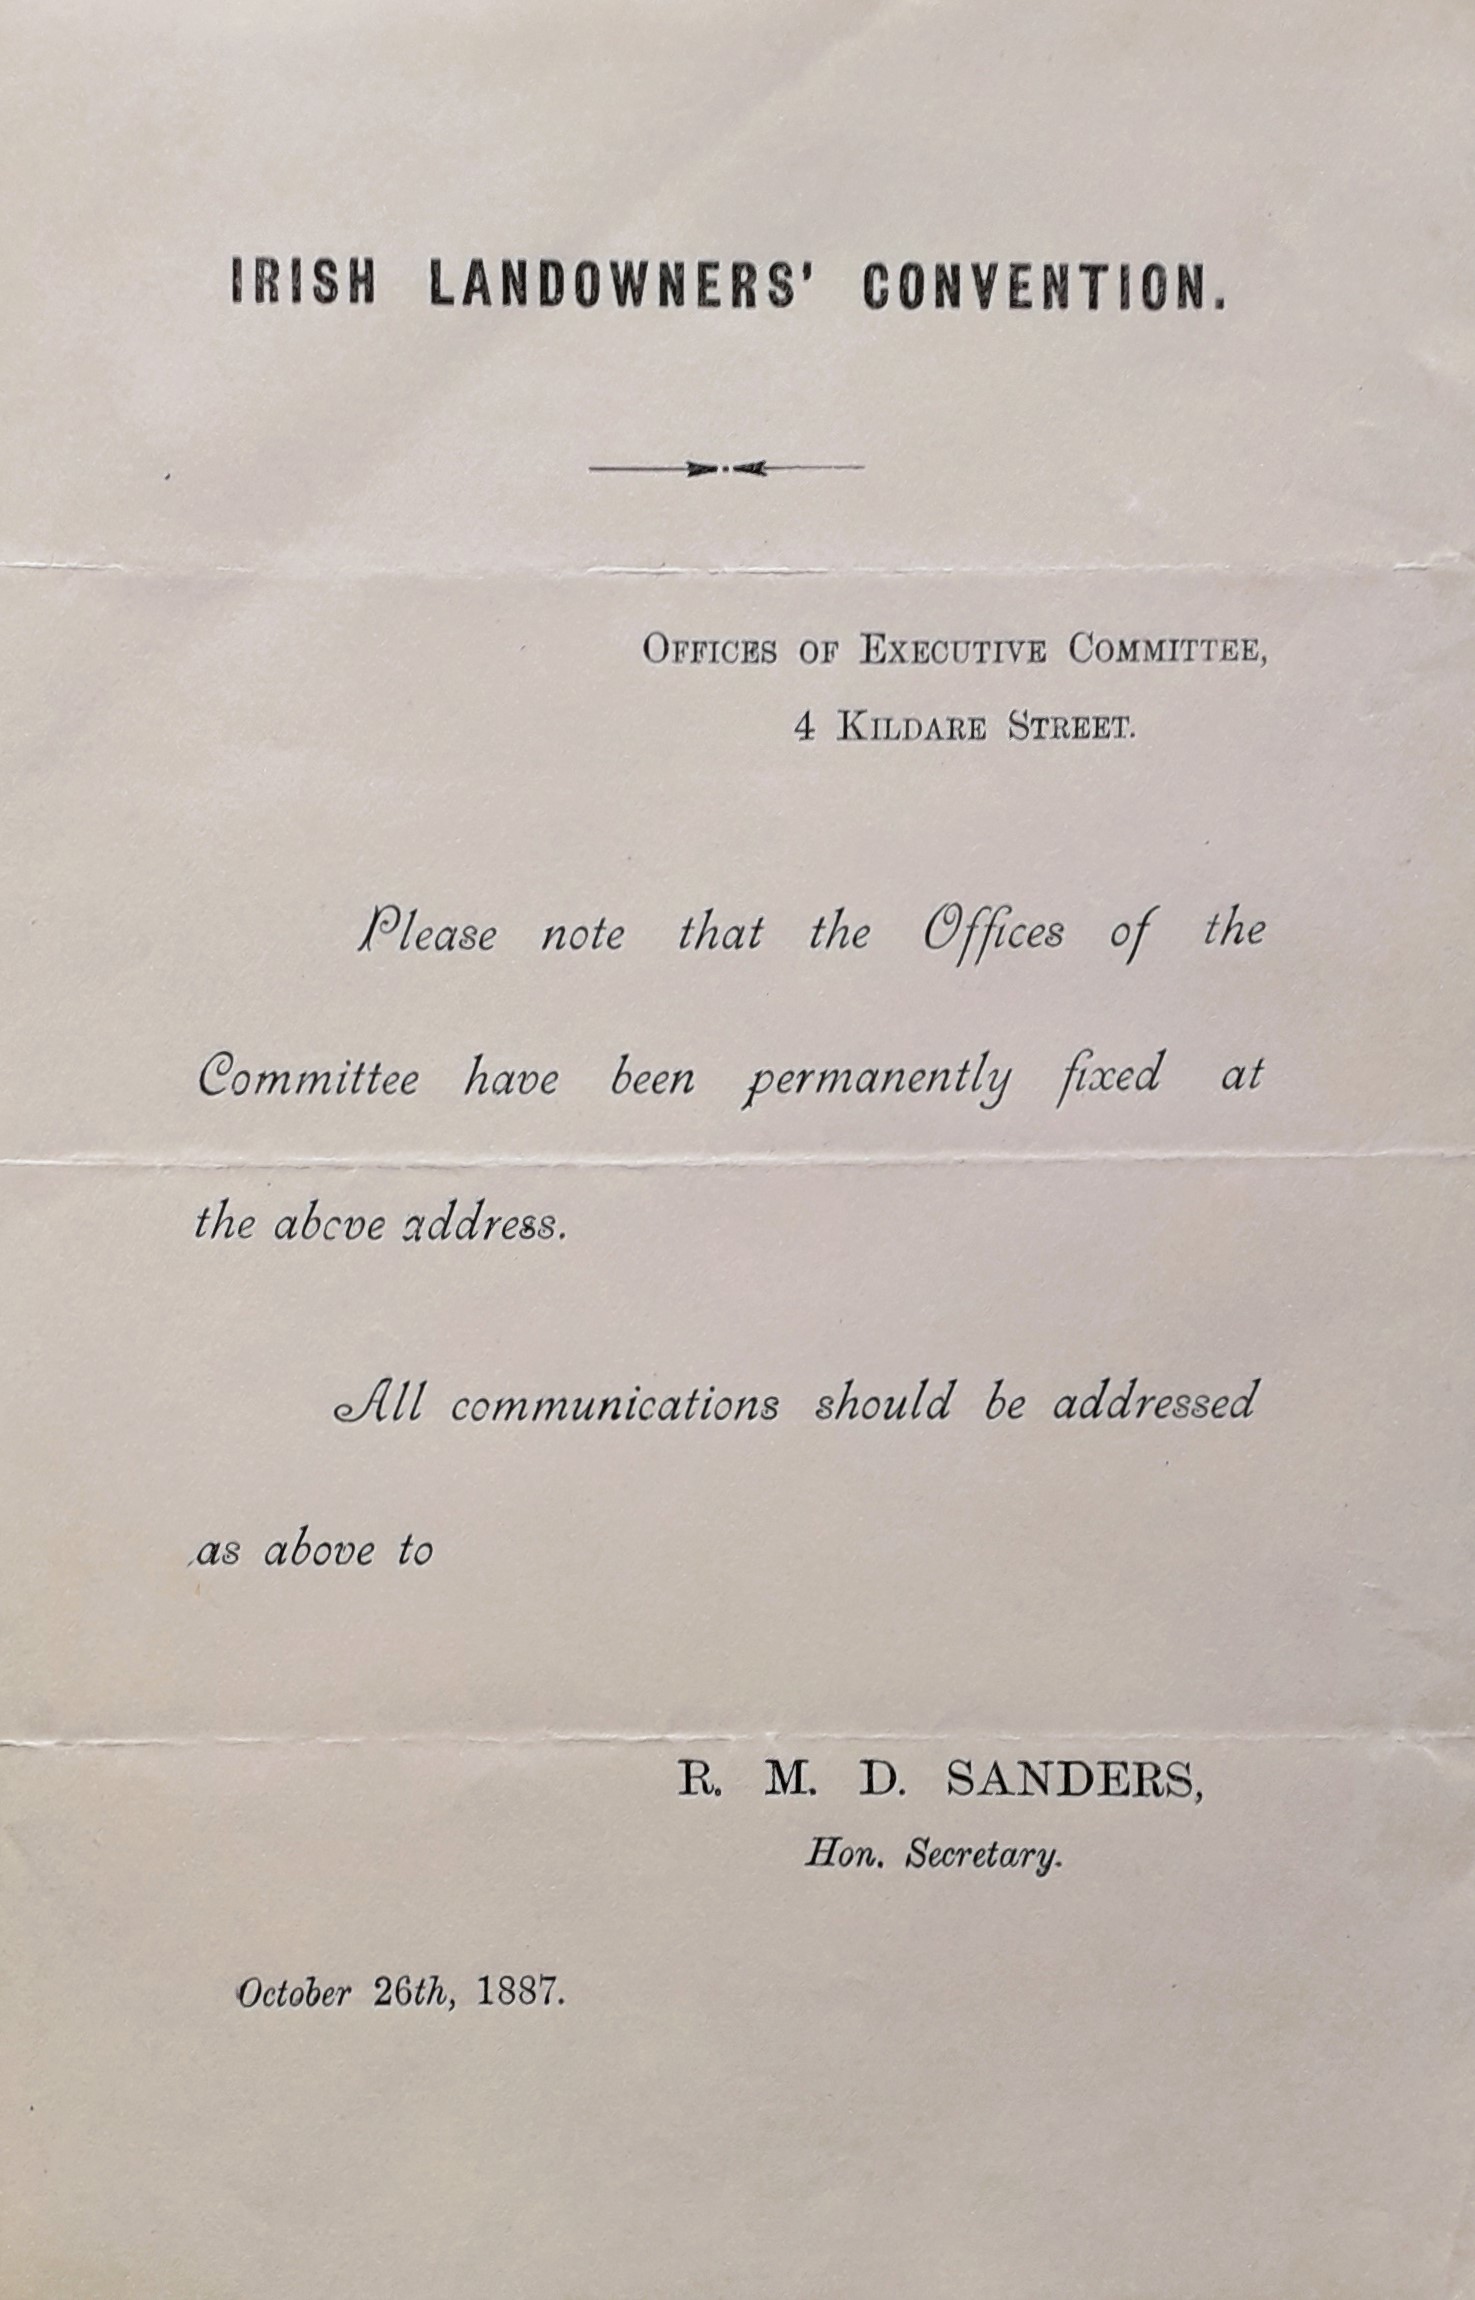 IRISH LANDOWNERS' CONVENTION.
OFFICES OF EXECUTIVE COMMITTEE,
4 KILDARE STREET.
Please note that the Offices of the
Committee have been permanently fixed at
the above address.
All communications should be addressed
as above to
R. M. D. SANDERS,
Hon. Secretary.
October 26th, 1887.